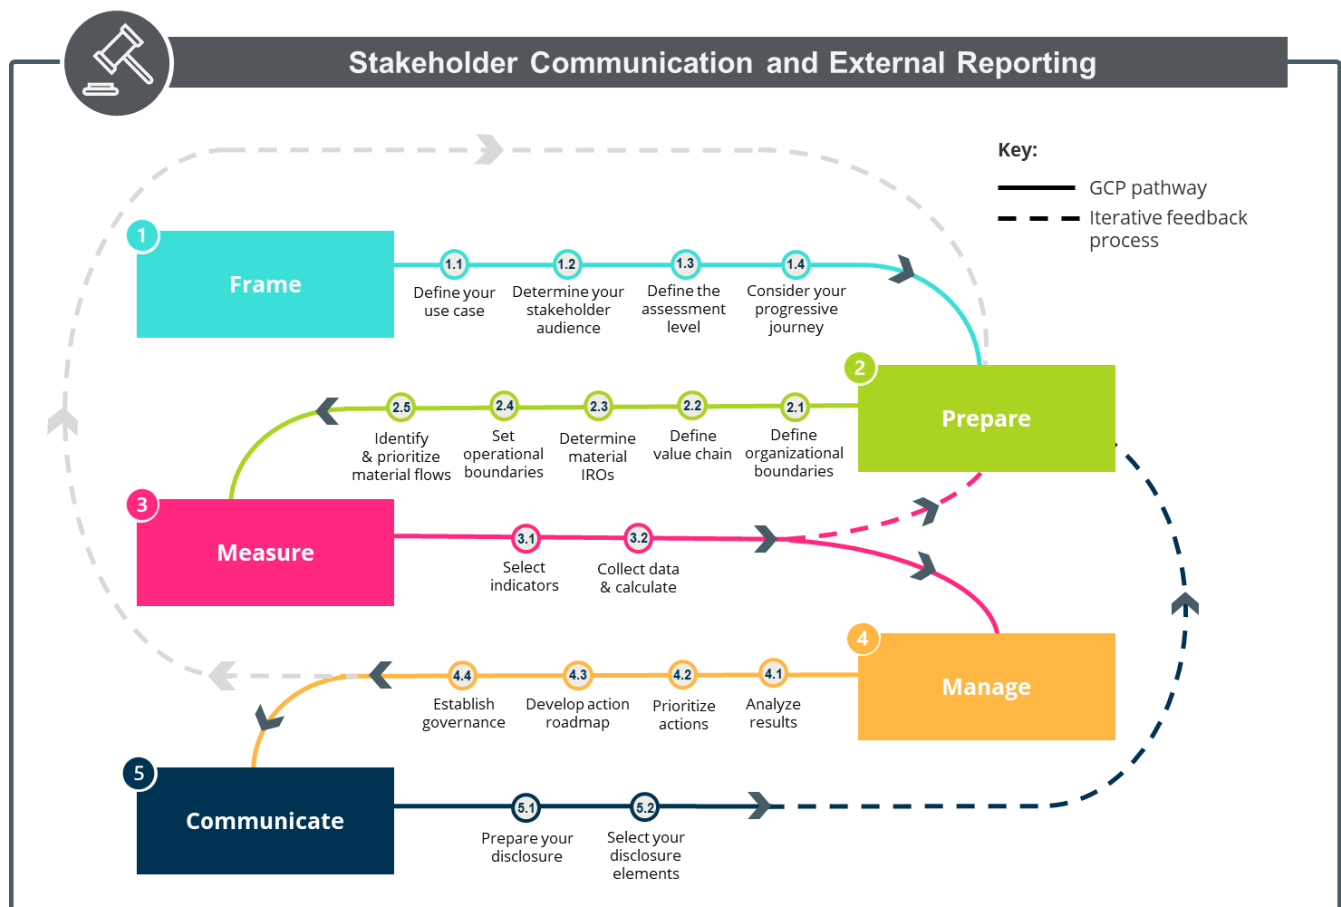 Stakeholder Communication and External Reporting
Key:
GCP pathway
Iterative feedback
process
1
Frame
1.1
Define your
use case
1.2
Determine your
stakeholder
audience
1.3
Define the
assessment
level
1.4
Consider your
progressive
journey
2
Prepare
2.5
Identify
& prioritize
material flows
2.4
Set
operational
boundaries
2.3
Determine
material
IROs
2.2
Define
value chain
2.1
Define
organizational
boundaries
3
Measure
3.1
Select
indicators
3.2
Collect data
& calculate
4
Manage
4.4
Establish
governance
4.3
Develop action
roadmap
4.2
Prioritize
actions
4.1
Analyze
results
5
Communicate
5.1
Prepare your
disclosure
5.2
Select your
disclosure
elements